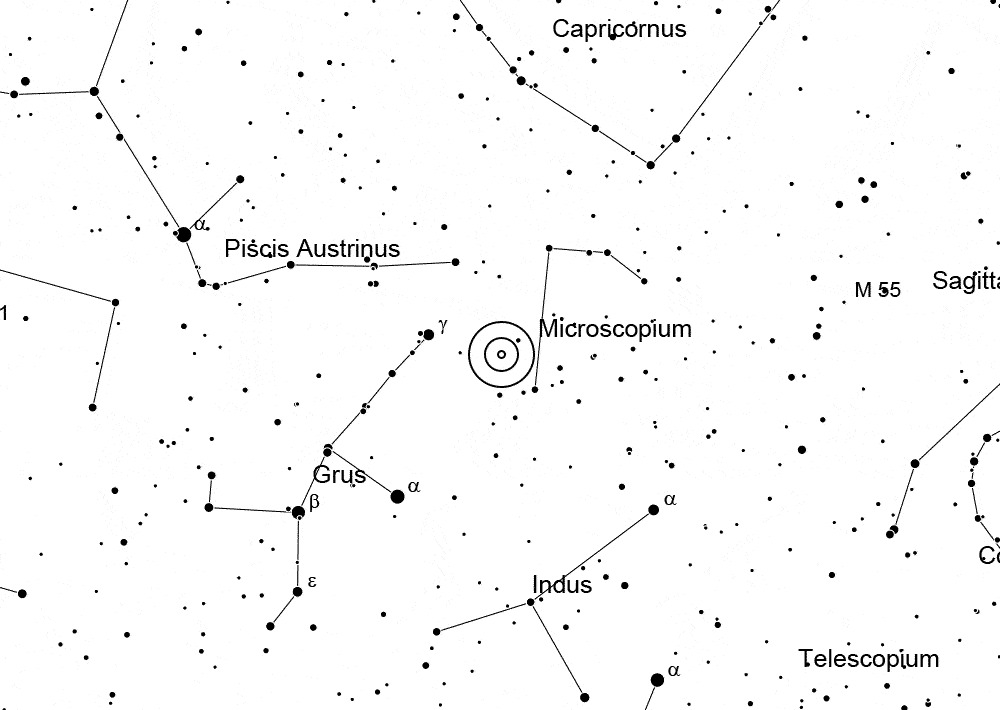 Capricornus
α
Piscis Austrinus
M 55
Sagitta
1
γ
Microscopium
Grus
α
β
α
ε
Indus
Co
Telescopium
α